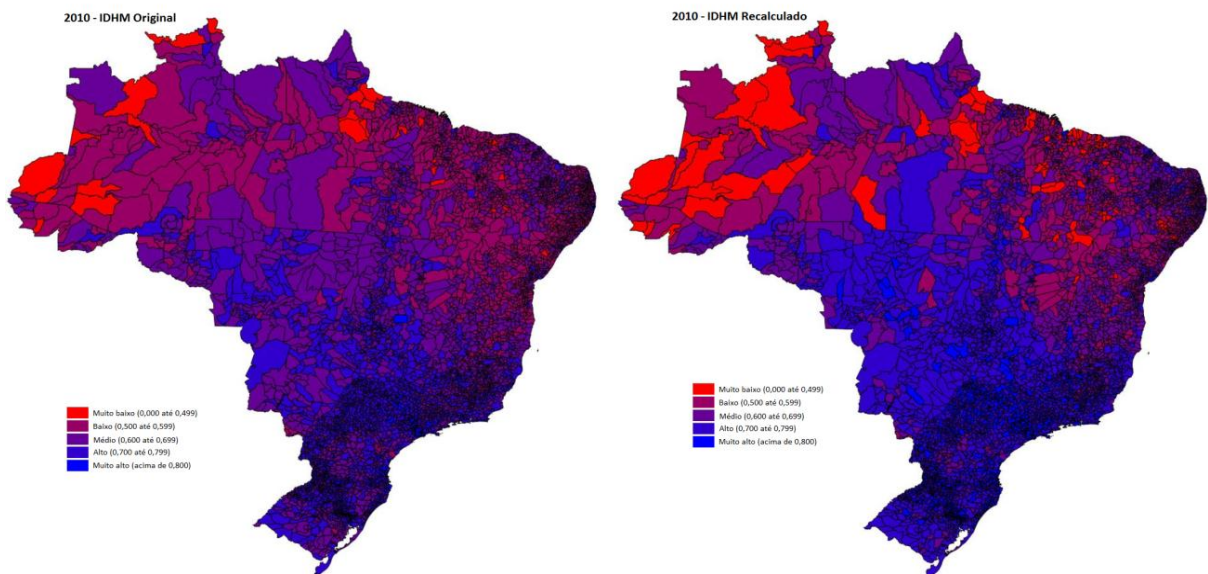 2010 - IDHM Original
Muito baixo (0,000 até 0,499)
Baixo (0,500 até 0,599)
Médio (0,600 até 0,699)
Alto (0,700 até 0,799)
Muito alto (acima de 0,800)
2010 - IDHM Recalculado
Muito baixo (0,000 até 0,499)
Baixo (0,500 até 0,599)
Médio (0,600 até 0,699)
Alto (0,700 até 0,799)
Muito alto (acima de 0,800)